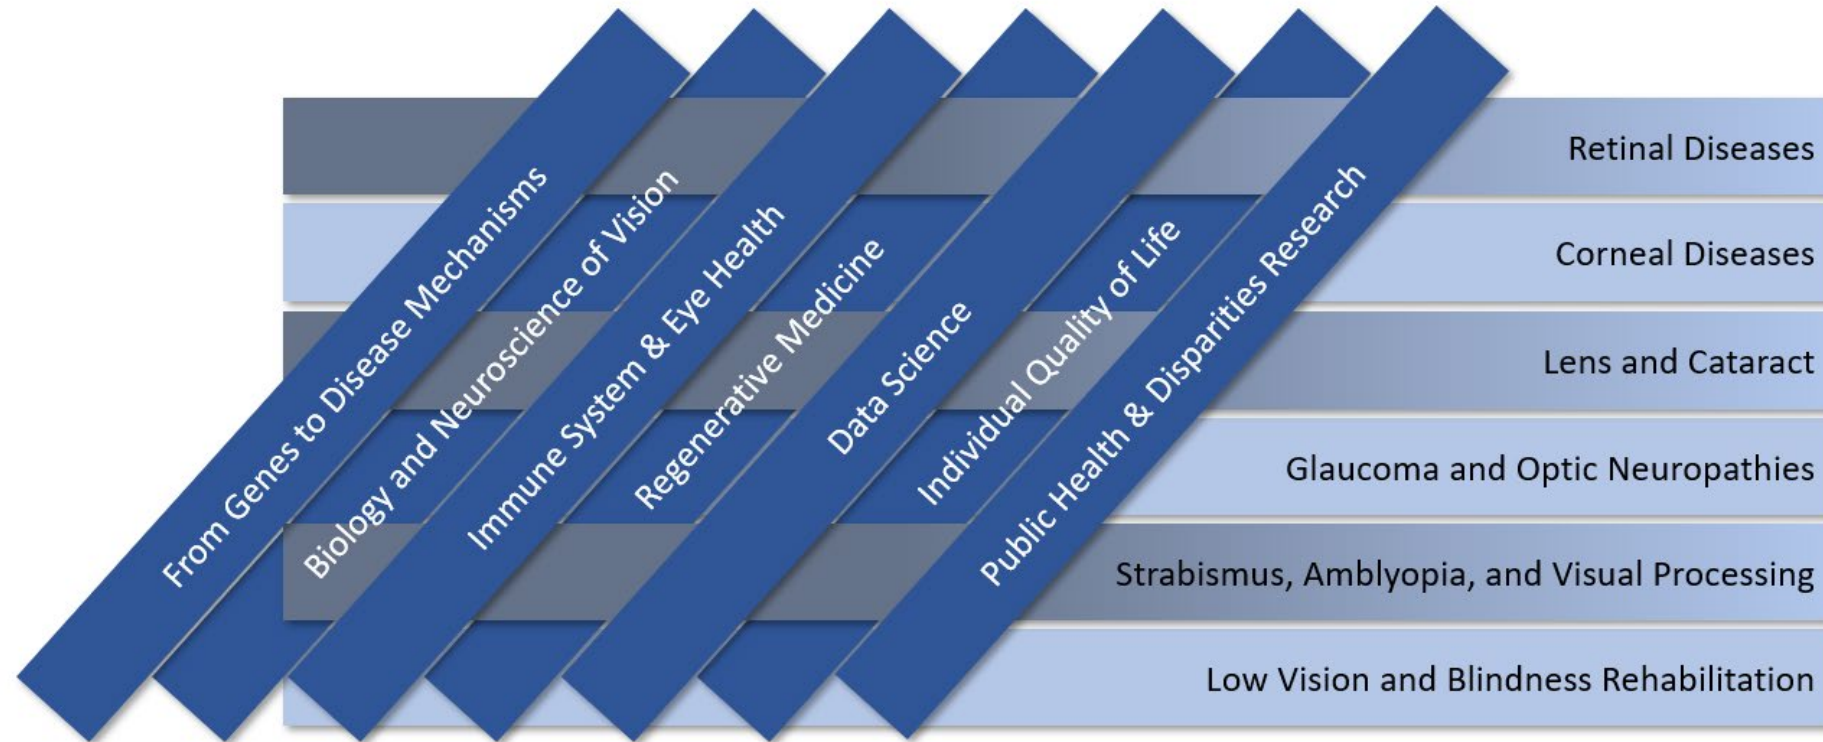 From Genes to Disease Mechanisms
Biology and Neuroscience of Vision
Immune System & Eye Health
Regenerative Medicine
Data Science
Individual Quality of Life
Public Health & Disparities Research
Retinal Diseases
Corneal Diseases
Lens and Cataract
Glaucoma and Optic Neuropathies
Strabismus, Amblyopia, and Visual Processing
Low Vision and Blindness Rehabilitation